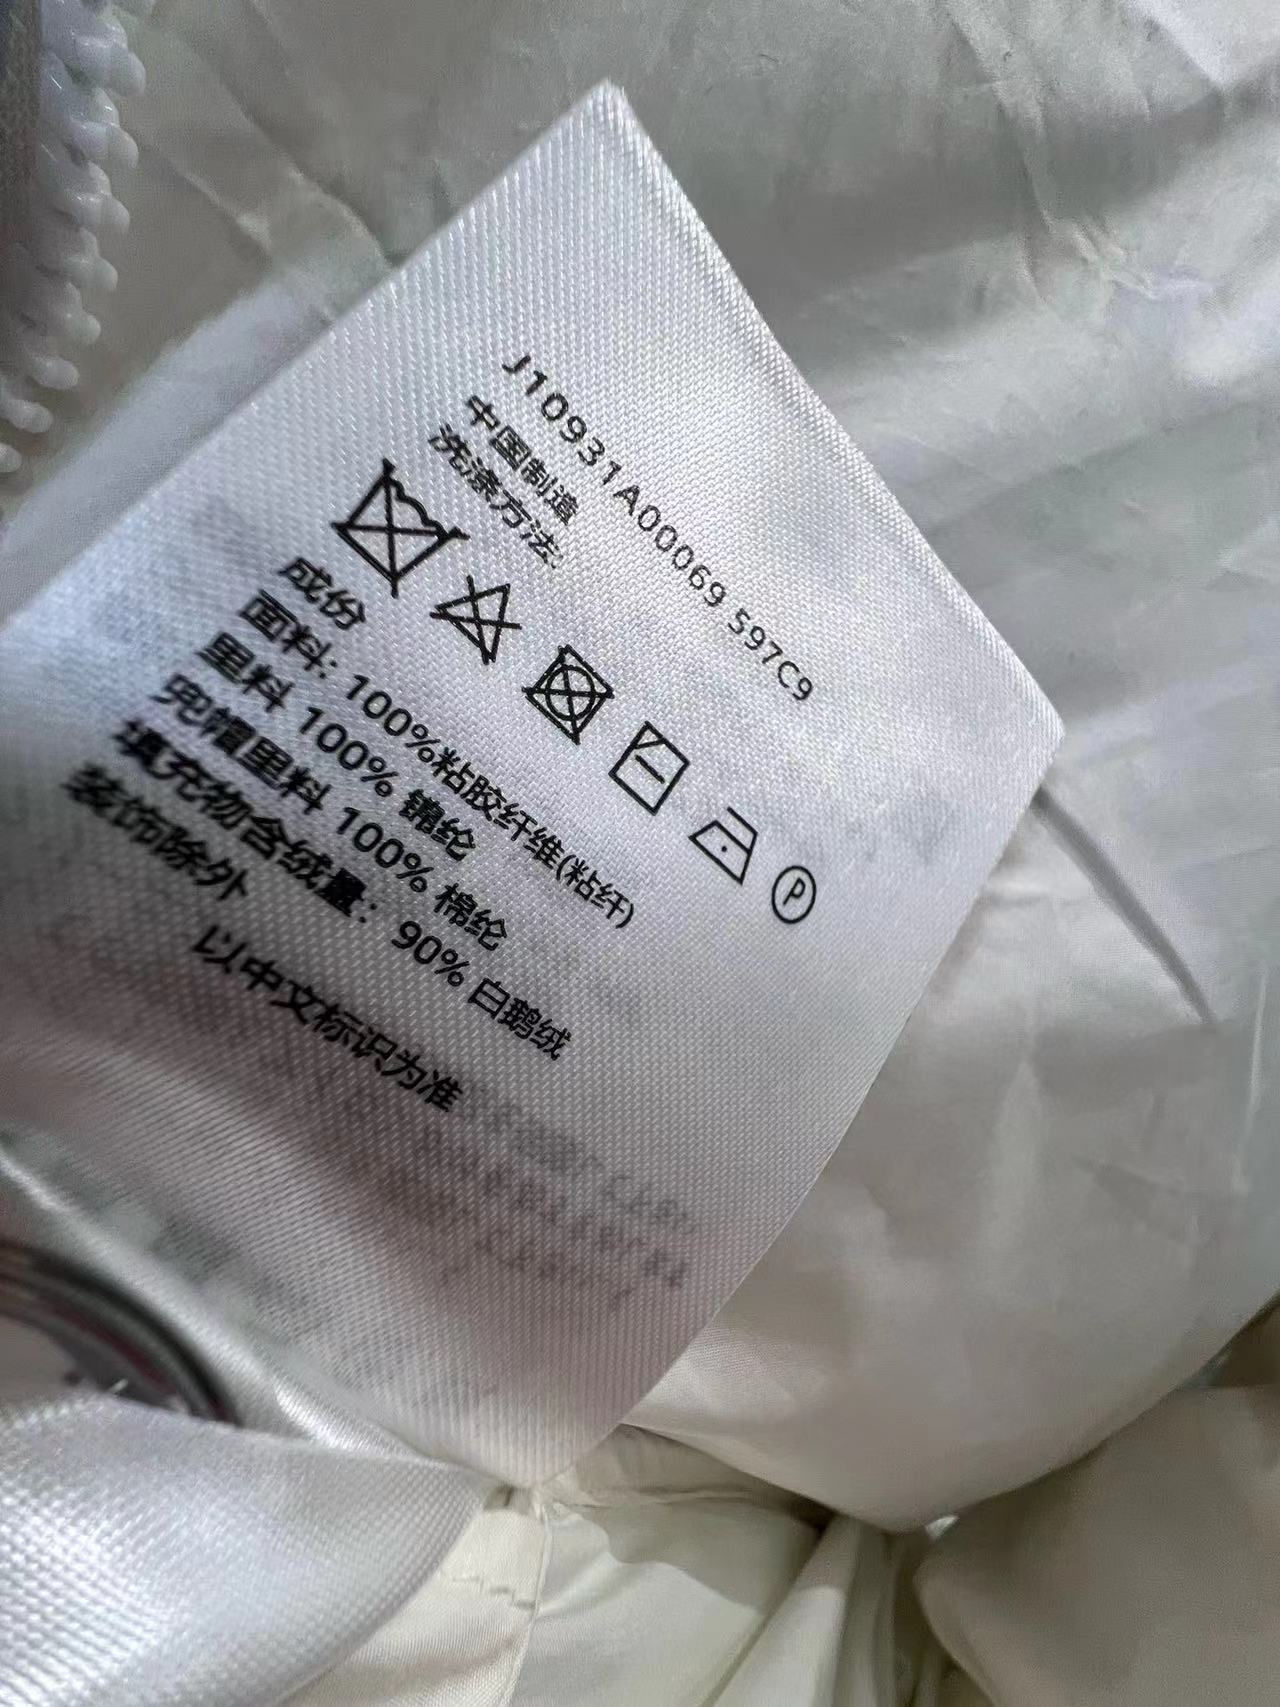 J10931A00069 597C9
中国制造
洗涤方法:
P
成份
面料: 100%粘胶纤维(粘纤)
里料 100% 锦纶
兜帽里料 100% 棉纶
填充物含绒量: 90% 白鹅绒
装饰除外
以中文标识为准